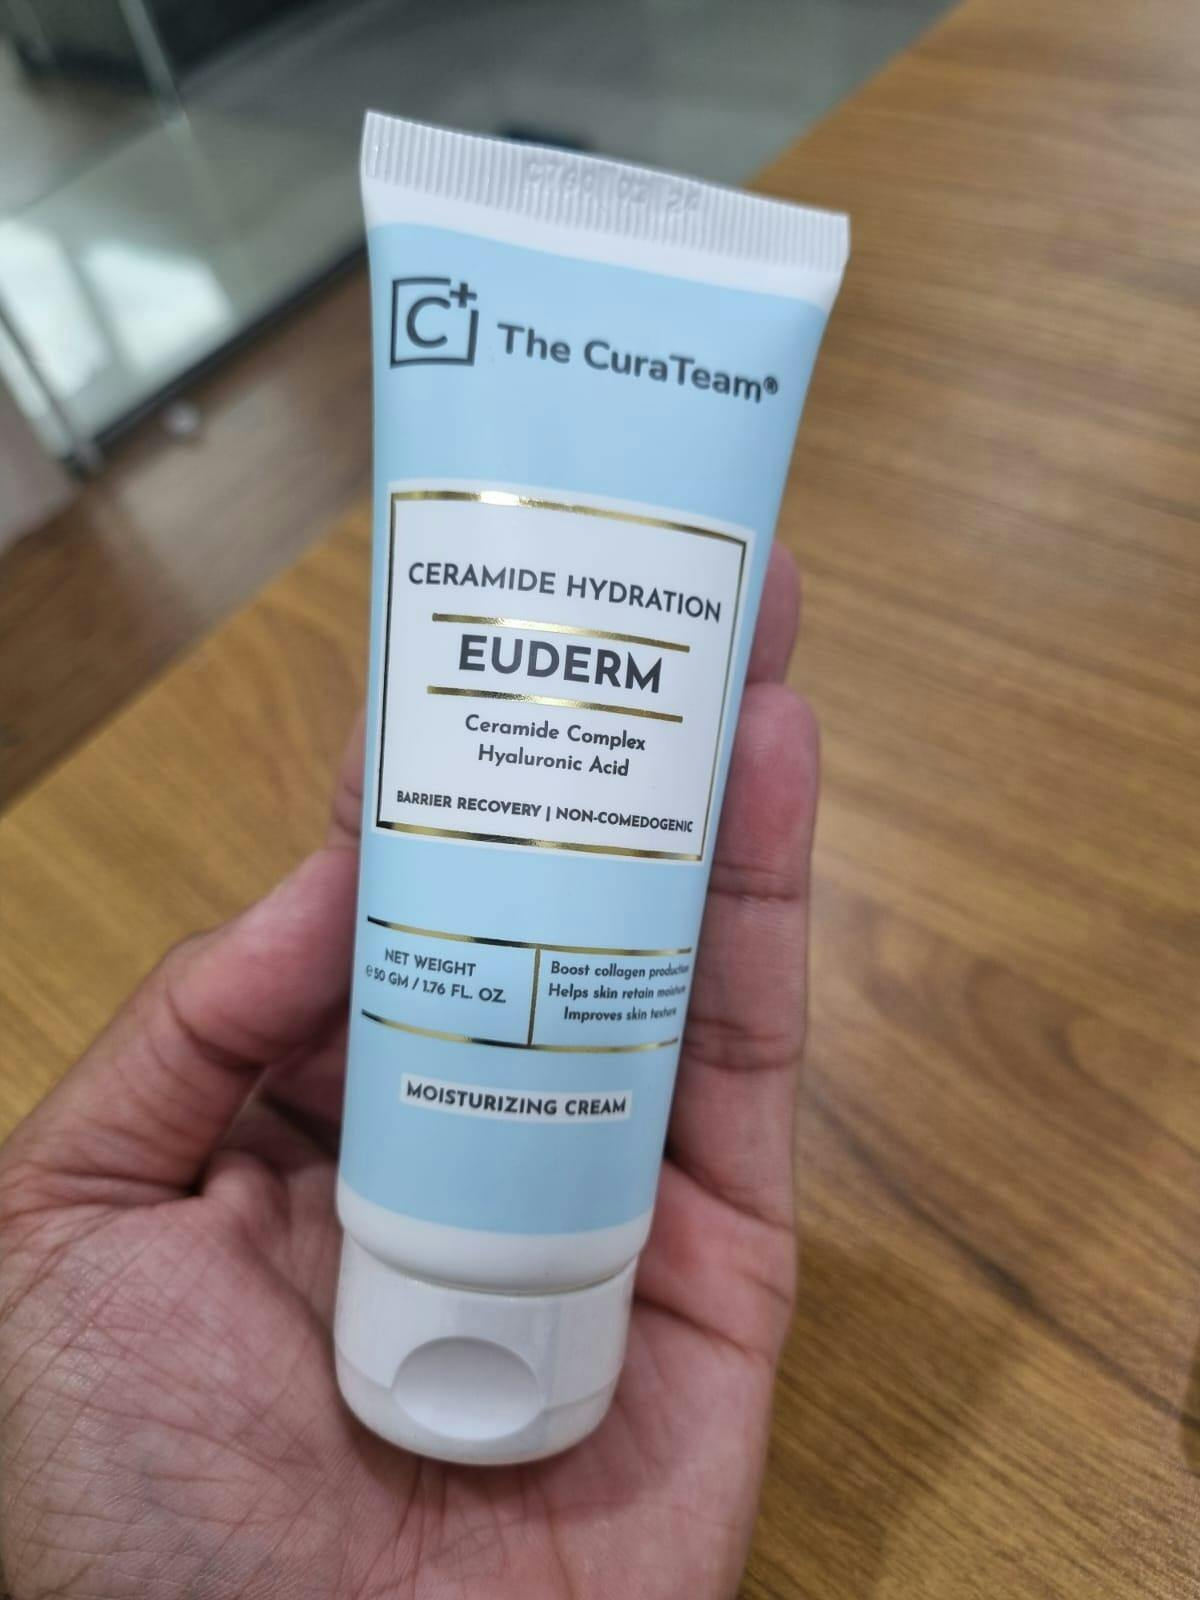 C+ The CuraTeam®
CERAMIDE HYDRATION
EUDERM
Ceramide Complex
Hyaluronic Acid
BARRIER RECOVERY | NON-COMEDOGENIC
NET WEIGHT
℮50 GM / 1.76 FL. OZ.
Boost collagen production
Helps skin retain moisture
Improves skin texture
MOISTURIZING CREAM